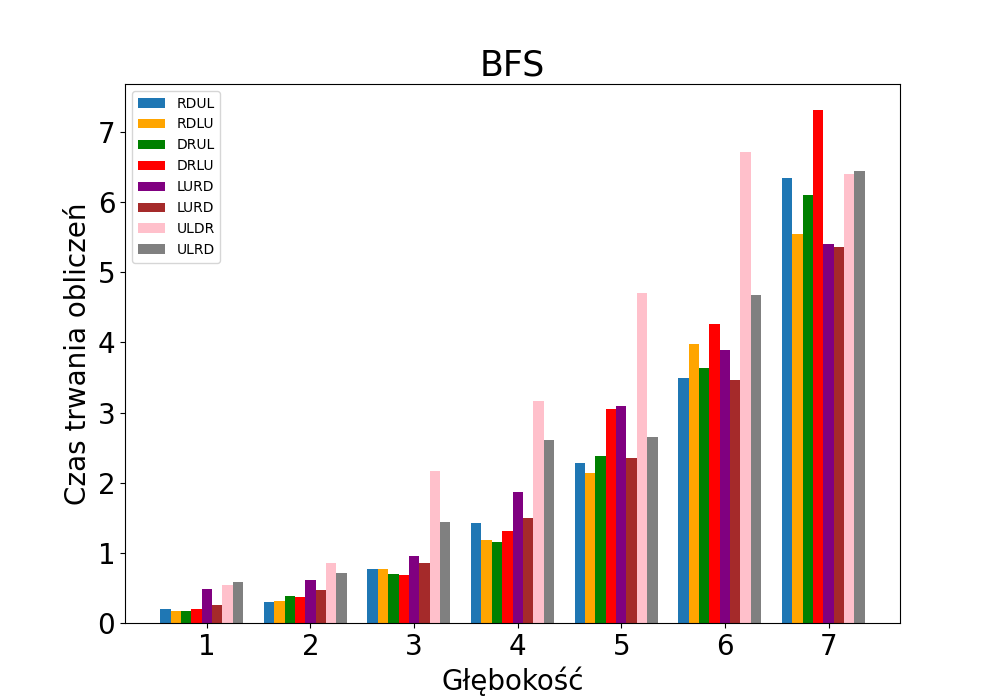 BFS
RDUL
RDLU
DRUL
DRLU
LURD
LURD
ULDR
ULRD
7
6
5
4
3
2
1
0
Czas trwania obliczeń
1 2 3 4 5 6 7
Głębokość